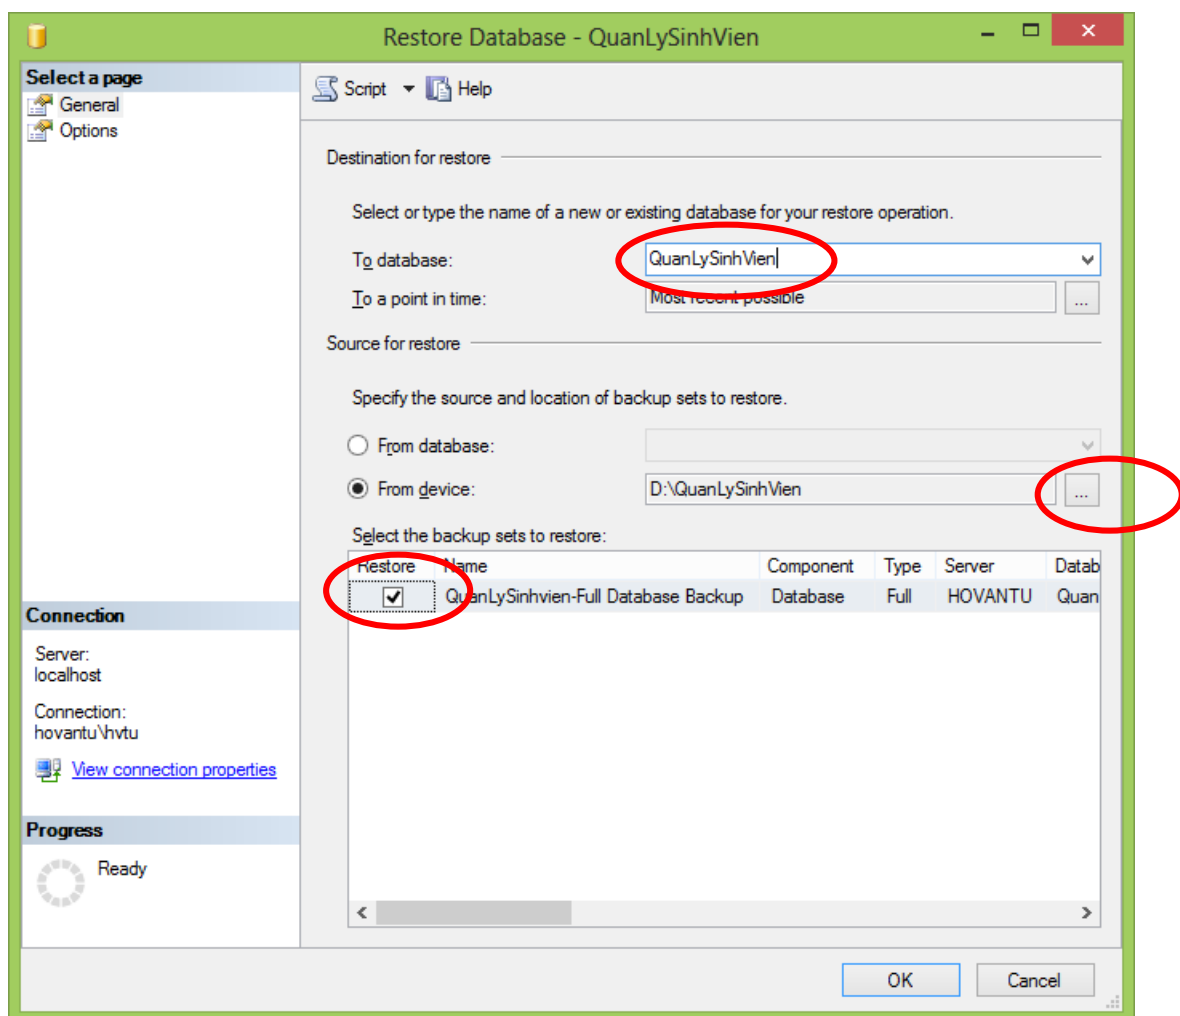 Restore Database - QuanLySinhVien
Select a page
General
Options
Script Help
Destination for restore
Select or type the name of a new or existing database for your restore operation.
To database: QuanLySinhVien
To a point in time: Most recent possible ...
Source for restore
Specify the source and location of backup sets to restore.
From database:
From device: D:\QuanLySinhVien ...
Select the backup sets to restore:
Restore Name Component Type Server Datab
QuanLySinhvien-Full Database Backup Database Full HOVANTU Quan
Connection
Server:
localhost
Connection:
hovantu\hvtu
View connection properties
Progress
Ready
OK Cancel